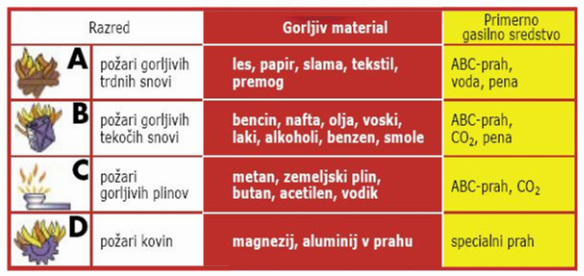 Razred
Gorljiv material
Primerno
gasilno sredstvo
A
požari gorljivih
trdnih snovi
les, papir, slama, tekstil,
premog
ABC-prah,
voda, pena
B
požari gorljivih
tekočih snovi
bencin, nafta, olja, voski,
laki, alkoholi, benzen, smole
ABC-prah,
CO₂, pena
C
požari
gorljivih plinov
metan, zemeljski plin,
butan, acetilen, vodik
ABC-prah, CO₂
D
požari kovin
magnezij, aluminij v prahu
specialni prah